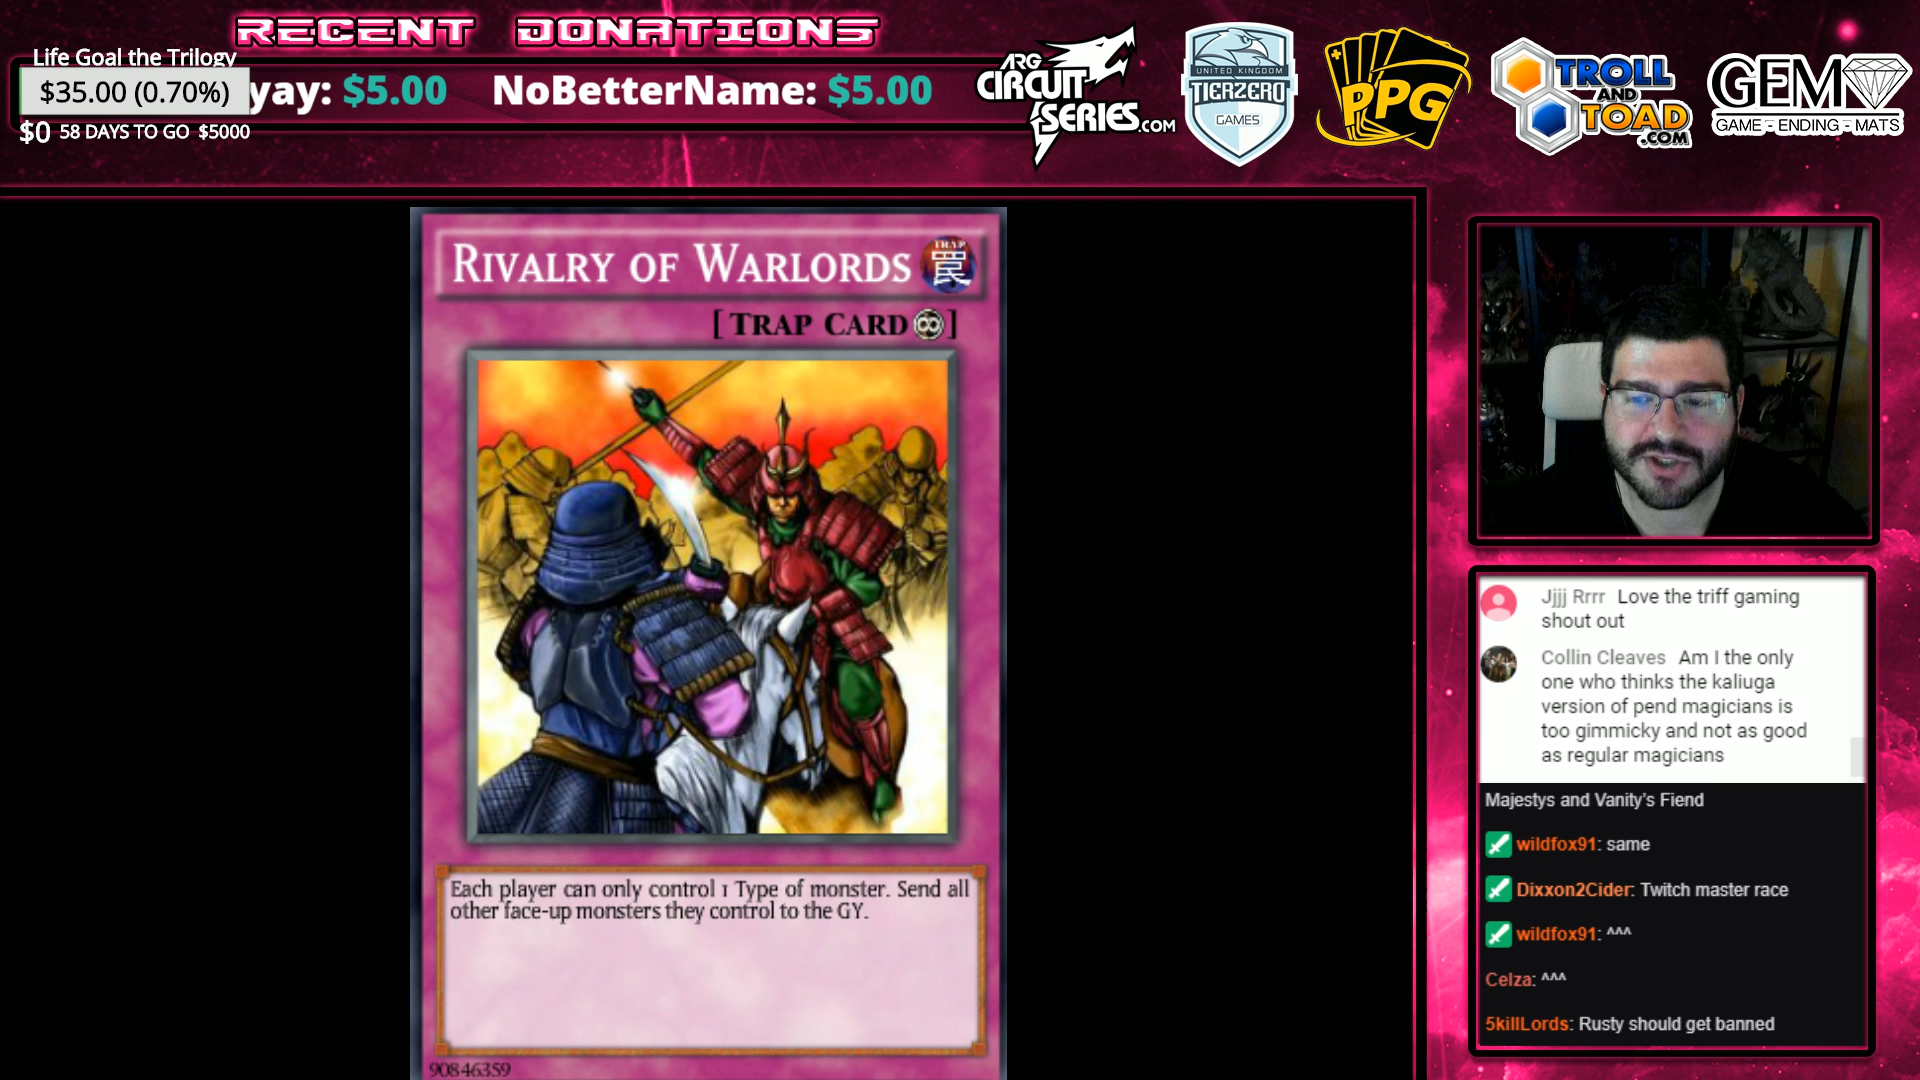 RECENT DONATIONS
Life Goal the Trilogy
$35.00 (0.70%)
yay: $5.00 NoBetterName: $5.00
$0 58 DAYS TO GO $5000
ARG
CIRCUIT
SERIES.COM
UNITED KINGDOM
TIERZERO
GAMES
PPG
TROLL
AND
TOAD
.COM
GEM
GAME - ENDING - MATS
RIVALRY OF WARLORDS
TRAP
罠
[TRAP CARD∞]
Each player can only control 1 Type of monster. Send all
other face-up monsters they control to the GY.
90846359
Jjjj Rrrr Love the triff gaming
shout out
Collin Cleaves Am I the only
one who thinks the kaliuga
version of pend magicians is
too gimmicky and not as good
as regular magicians
Majestys and Vanity's Fiend
wildfox91: same
Dixxon2Cider: Twitch master race
wildfox91: ^^^
Celza: ^^^
5killLords: Rusty should get banned